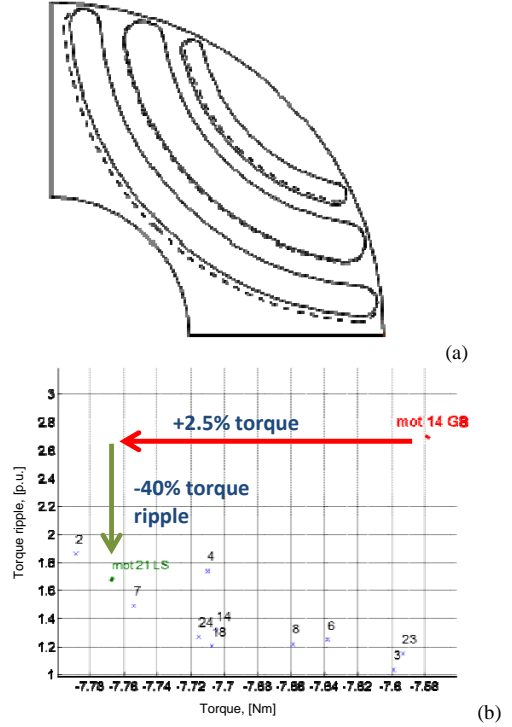 (a)
3
2.8
2.6
2.4
2.2
2
1.8
1.6
1.4
1.2
1
Torque ripple, [p.u.]
+2.5% torque
mot 14 GB
-40% torque
ripple
2
mot 21 LS
4
7
24
14
18
8
6
3
23
-7.78 -7.76 -7.74 -7.72 -7.7 -7.68 -7.66 -7.64 -7.62 -7.6 -7.58
Torque, [Nm]
(b)